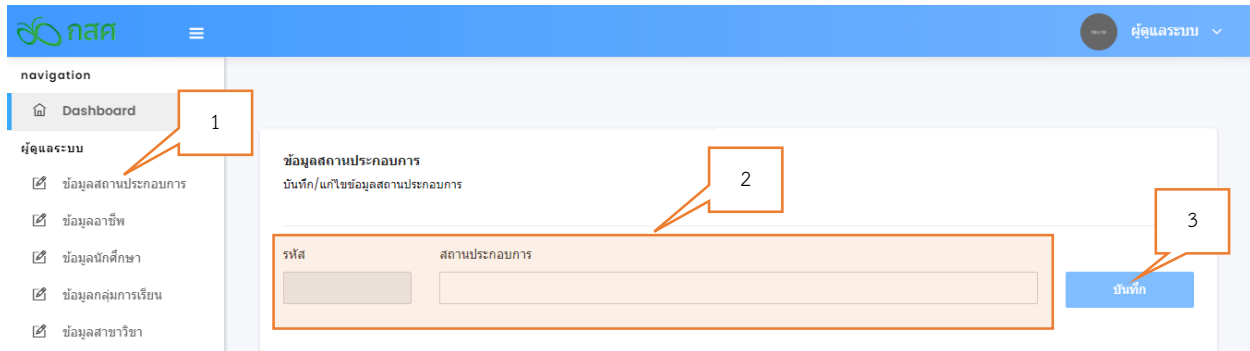 กสศ
ผู้ดูแลระบบ
navigation
Dashboard
1
ผู้ดูแลระบบ
ข้อมูลสถานประกอบการ
ข้อมูลอาชีพ
ข้อมูลนักศึกษา
ข้อมูลกลุ่มการเรียน
ข้อมูลสาขาวิชา
ข้อมูลสถานประกอบการ
บันทึก/แก้ไขข้อมูลสถานประกอบการ
2
3
รหัส
สถานประกอบการ
บันทึก